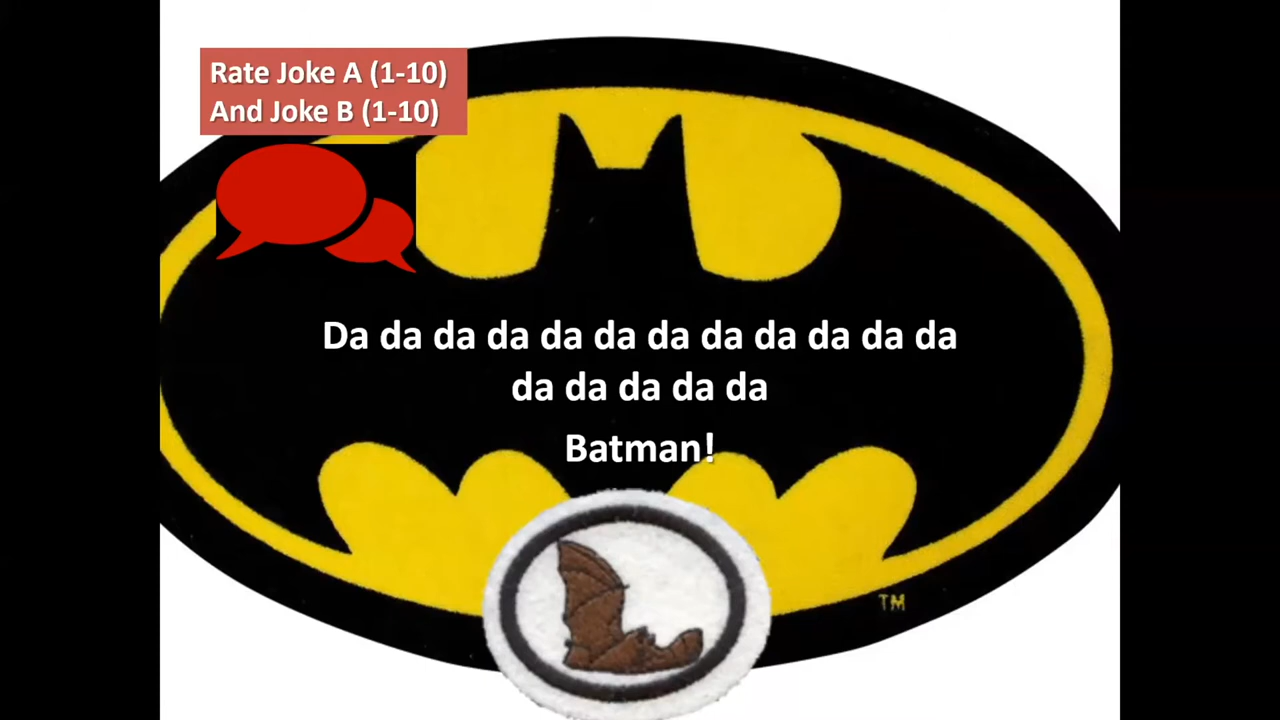 Rate Joke A (1-10)
And Joke B (1-10)
Da da da da da da da da da da da da
da da da da da
Batman!
TM